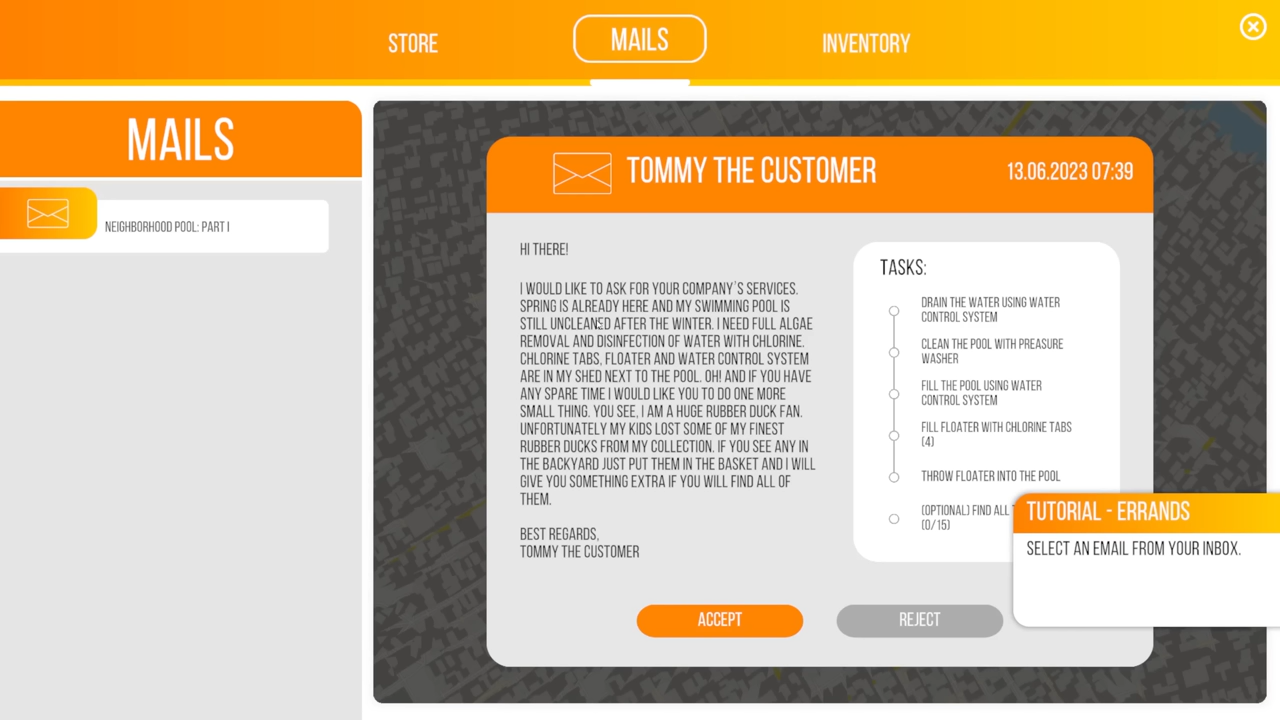 STORE
MAILS
INVENTORY
MAILS
NEIGHBORHOOD POOL: PART I
TOMMY THE CUSTOMER
13.06.2023 07:39
HI THERE!
I WOULD LIKE TO ASK FOR YOUR COMPANY'S SERVICES.
SPRING IS ALREADY HERE AND MY SWIMMING POOL IS
STILL UNCLEANSD AFTER THE WINTER. I NEED FULL ALGAE
REMOVAL AND DISINFECTION OF WATER WITH CHLORINE.
CHLORINE TABS, FLOATER AND WATER CONTROL SYSTEM
ARE IN MY SHED NEXT TO THE POOL. OH! AND IF YOU HAVE
ANY SPARE TIME I WOULD LIKE YOU TO DO ONE MORE
SMALL THING. YOU SEE, I AM A HUGE RUBBER DUCK FAN.
UNFORTUNATELY MY KIDS LOST SOME OF MY FINEST
RUBBER DUCKS FROM MY COLLECTION. IF YOU SEE ANY IN
THE BACKYARD JUST PUT THEM IN THE BASKET AND I WILL
GIVE YOU SOMETHING EXTRA IF YOU WILL FIND ALL OF
THEM.
BEST REGARDS,
TOMMY THE CUSTOMER
TASKS:
DRAIN THE WATER USING WATER
CONTROL SYSTEM
CLEAN THE POOL WITH PREASURE
WASHER
FILL THE POOL USING WATER
CONTROL SYSTEM
FILL FLOATER WITH CHLORINE TABS
(4)
THROW FLOATER INTO THE POOL
(OPTIONAL) FIND ALL
(0/15)
TUTORIAL - ERRANDS
SELECT AN EMAIL FROM YOUR INBOX.
ACCEPT
REJECT